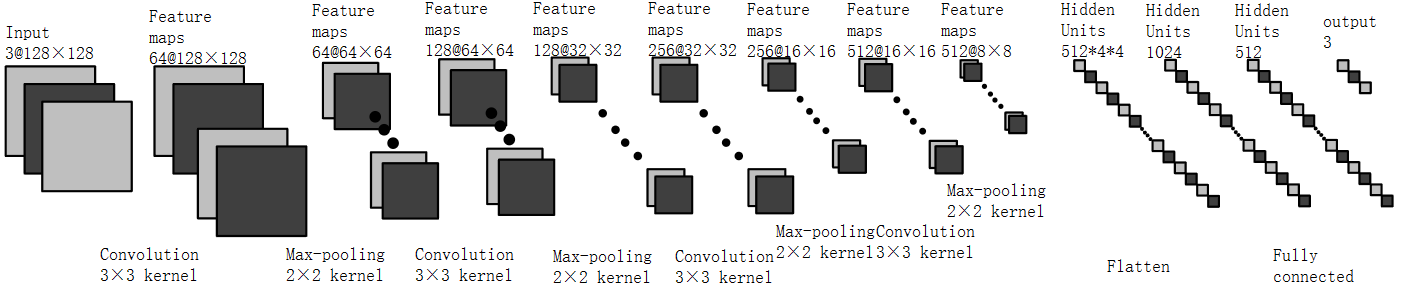 Input
3@128×128
Feature
maps
64@128×128
Feature
maps
64@64×64
Feature
maps
128@64×64
Feature
maps
128@32×32
Feature
maps
256@32×32
Feature
maps
256@16×16
Feature
maps
512@16×16
Feature
maps
512@8×8
Hidden
Units
512*4*4
Hidden
Units
1024
Hidden
Units
512
output
3
Convolution
3×3 kernel
Max-pooling
2×2 kernel
Convolution
3×3 kernel
Max-pooling
2×2 kernel
Convolution
3×3 kernel
Max-pooling
2×2 kernel
Convolution
3×3 kernel
Max-pooling
2×2 kernel
Flatten
Fully
connected